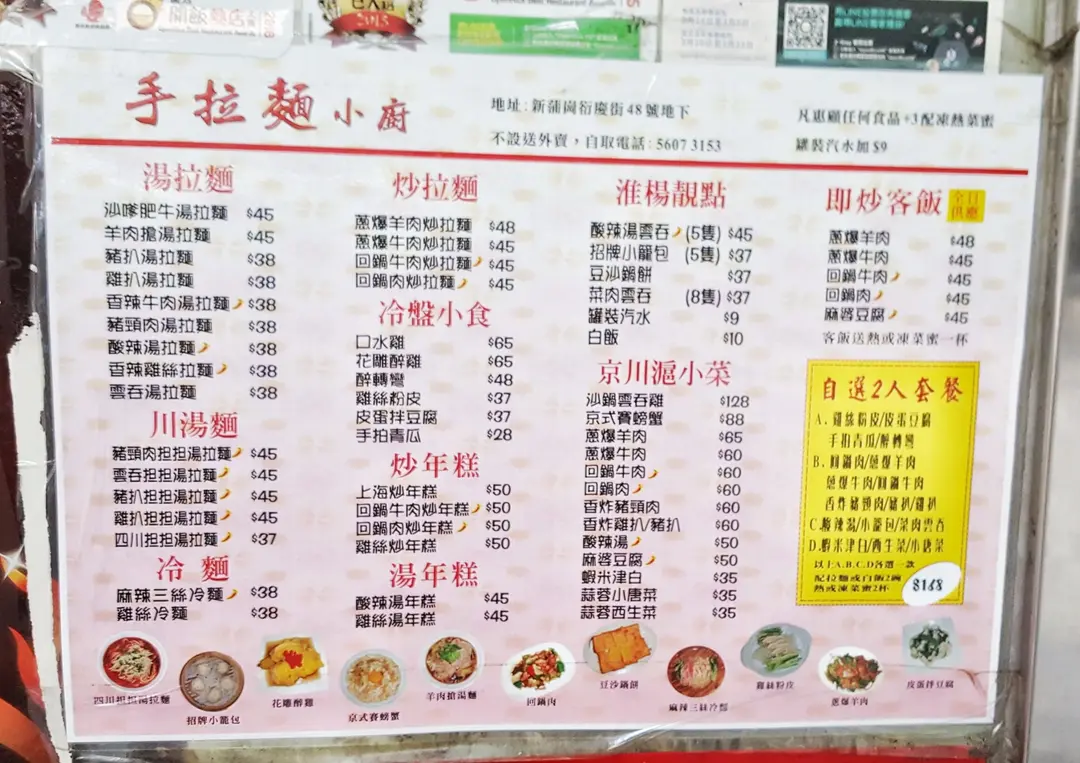 開飯
2015
手拉麵小廚
地址:新蒲崗衍慶街48號地下
不設送外賣,自取電話:5607 3153
凡惠顧任何食品+3配凍熱菜蜜
罐裝汽水加$9
湯拉麵
沙嗲肥牛湯拉麵 $45
羊肉搶湯拉麵 $45
豬扒湯拉麵 $38
雞扒湯拉麵 $38
香辣牛肉湯拉麵 $38
豬頸肉湯拉麵 $38
酸辣湯拉麵 $38
香辣雞絲拉麵 $38
雲吞湯拉麵 $38
川湯麵
豬頸肉担担湯拉麵 $45
雲吞担担湯拉麵 $45
豬扒担担湯拉麵 $45
雞扒担担湯拉麵 $45
四川担担湯拉麵 $37
冷麵
麻辣三絲冷麵 $38
雞絲冷麵 $38
炒拉麵
蔥爆羊肉炒拉麵 $48
蔥爆牛肉炒拉麵 $45
回鍋牛肉炒拉麵 $45
回鍋肉炒拉麵 $45
冷盤小食
口水雞 $65
花雕醉雞 $65
醉轉彎 $48
雞絲粉皮 $37
皮蛋拌豆腐 $37
手拍青瓜 $28
炒年糕
上海炒年糕 $50
回鍋牛肉炒年糕 $50
回鍋肉炒年糕 $50
雞絲炒年糕 $50
湯年糕
酸辣湯年糕 $45
雞絲湯年糕 $45
淮楊靚點
酸辣湯雲吞 (5隻) $45
招牌小籠包 (5隻) $37
豆沙鍋餅 $37
菜肉雲吞 (8隻) $37
罐裝汽水 $9
白飯 $10
京川滬小菜
沙鍋雲吞雞 $128
京式賽螃蟹 $88
蔥爆羊肉 $65
蔥爆牛肉 $60
回鍋牛肉 $60
回鍋肉 $60
香炸豬頸肉 $60
香炸雞扒/豬扒 $60
酸辣湯 $50
麻婆豆腐 $50
蝦米津白 $35
蒜蓉小唐菜 $35
蒜蓉西生菜 $35
即炒客飯 全日供應
蔥爆羊肉 $48
蔥爆牛肉 $45
回鍋牛肉 $45
回鍋肉 $45
麻婆豆腐 $45
客飯送熱或凍菜蜜一杯
自選2人套餐
A. 雞絲粉皮/皮蛋豆腐
手拍青瓜/醉轉彎
B. 回鍋肉/蔥爆羊肉
蔥爆牛肉/回鍋牛肉
香炸豬頸肉/豬扒/雞扒
C.酸辣湯/小籠包/菜肉雲吞
D.蝦米津白/西生菜/小唐菜
以上A.B.C.D各選一款
配拉麵或白飯2碗
熱或凍菜蜜2杯
$168
四川担担湯拉麵
招牌小籠包
花雕醉雞
京式賽螃蟹
羊肉搶湯麵
回鍋肉
豆沙鍋餅
麻辣三絲冷麵
雞絲粉皮
蔥爆羊肉
皮蛋拌豆腐